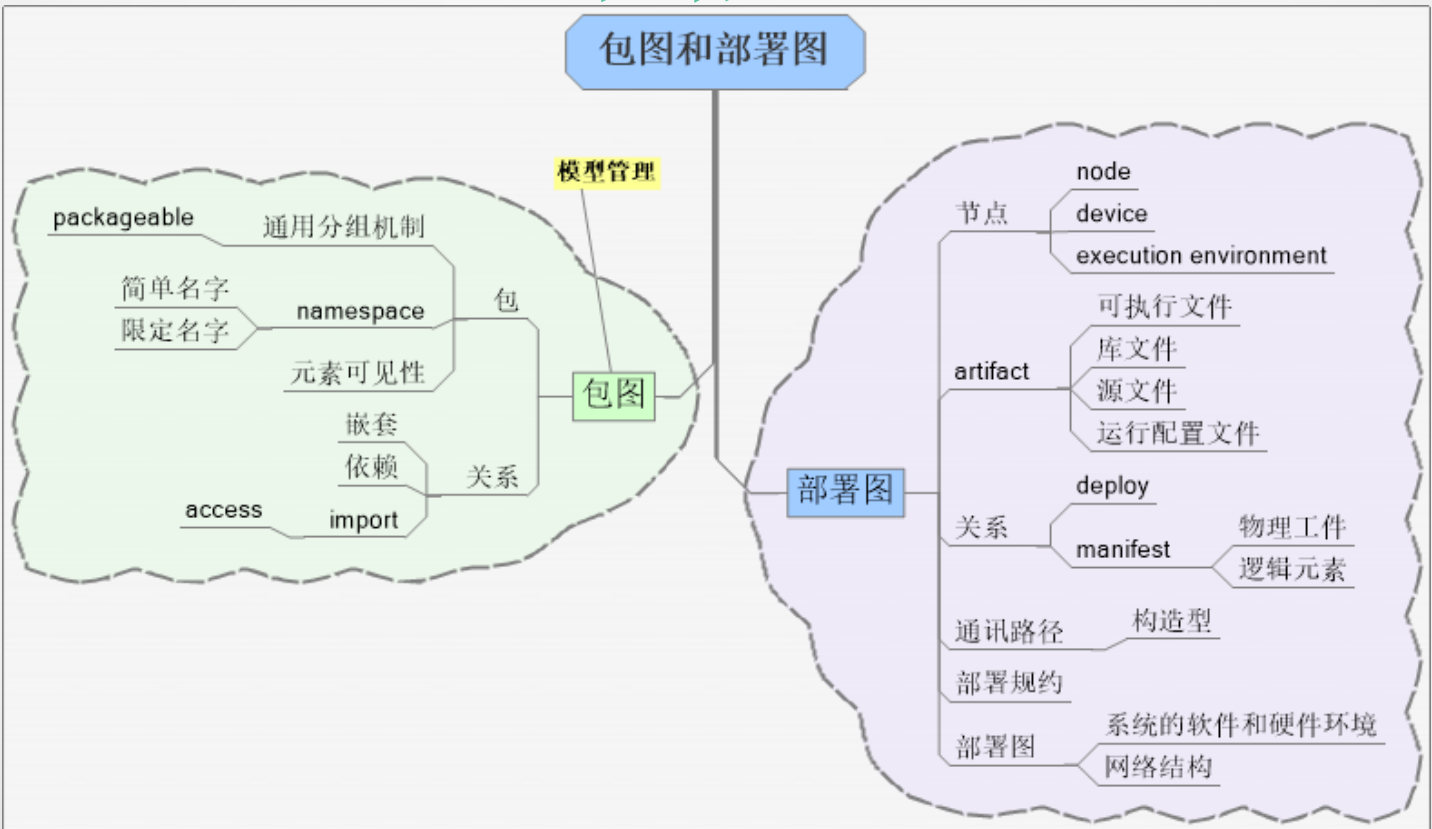 包图和部署图
模型管理
包图
包
通用分组机制
packageable
namespace
简单名字
限定名字
元素可见性
关系
嵌套
依赖
import
access
部署图
节点
node
device
execution environment
artifact
可执行文件
库文件
源文件
运行配置文件
关系
deploy
manifest
物理工件
逻辑元素
通讯路径
构造型
部署规约
部署图
系统的软件和硬件环境
网络结构